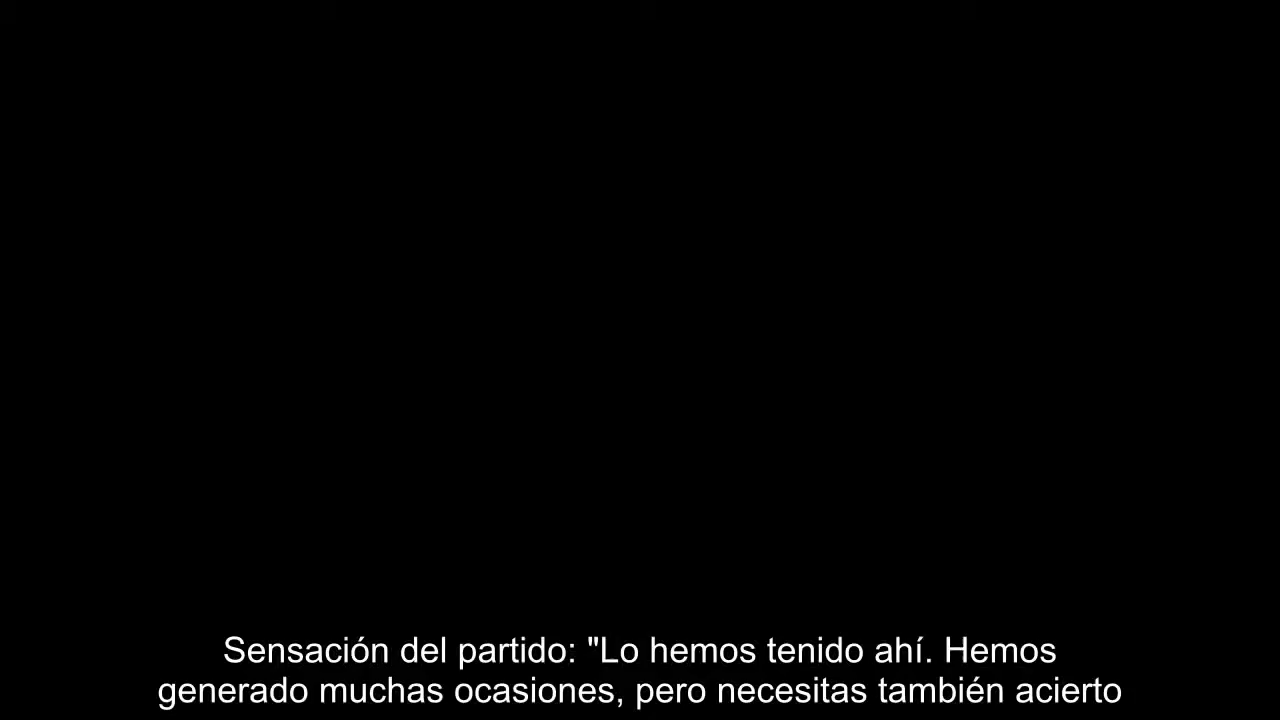 Sensación del partido: "Lo hemos tenido ahí. Hemos
generado muchas ocasiones, pero necesitas también acierto